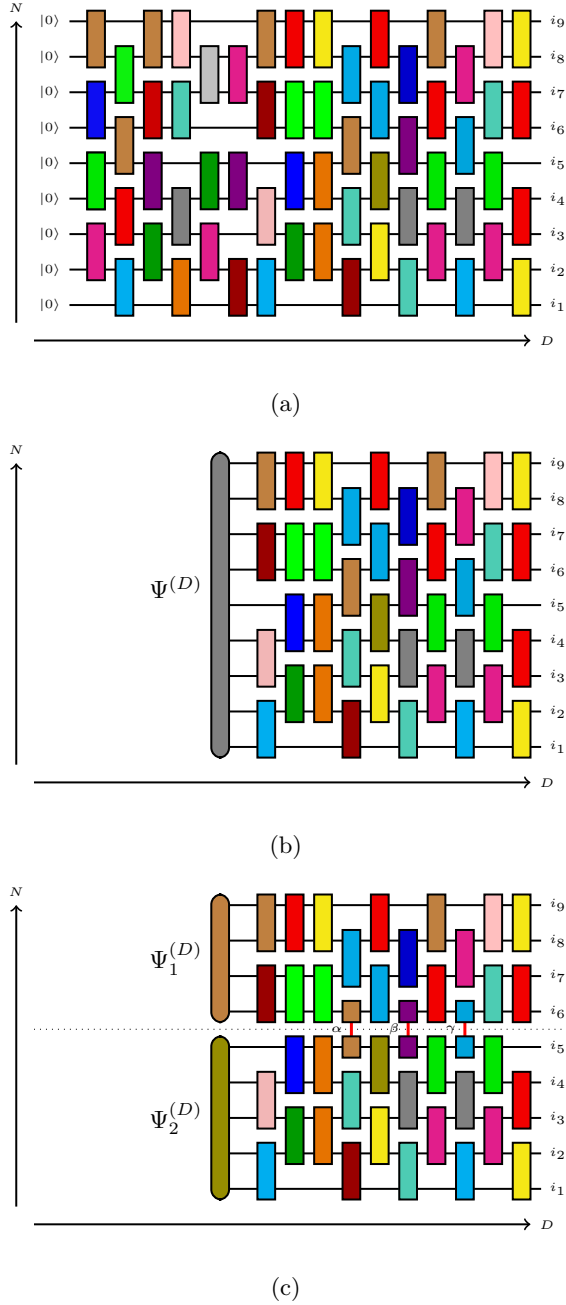 N
|0⟩ i₉
|0⟩ i₈
|0⟩ i₇
|0⟩ i₆
|0⟩ i₅
|0⟩ i₄
|0⟩ i₃
|0⟩ i₂
|0⟩ i₁
D
(a)
N
i₉
i₈
i₇
i₆
Ψ^(D)
i₅
i₄
i₃
i₂
i₁
D
(b)
N
i₉
i₈
Ψ₁^(D)
i₇
i₆
α β γ
i₅
i₄
Ψ₂^(D)
i₃
i₂
i₁
D
(c)